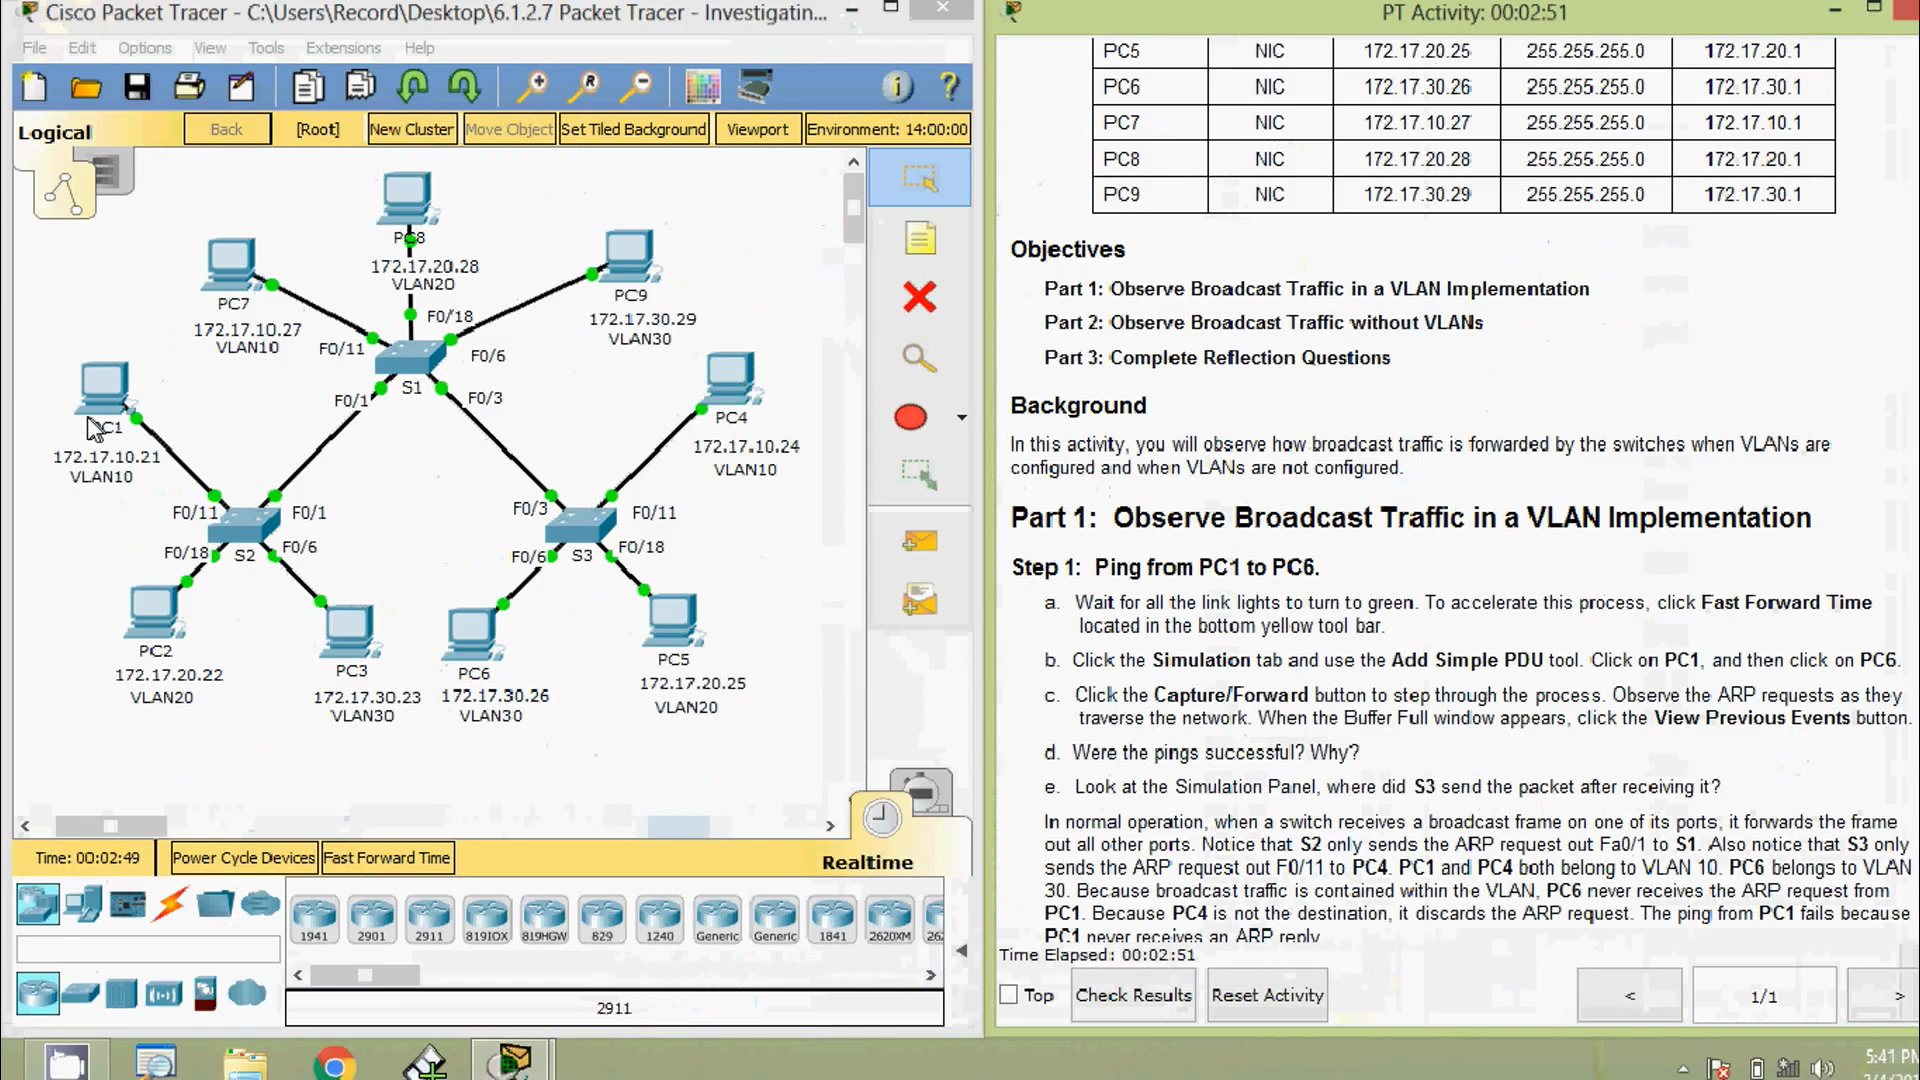 Cisco Packet Tracer - C:\Users\Record\Desktop\6.1.2.7 Packet Tracer - Investigatin...
File Edit Options View Tools Extensions Help
Logical
Back
[Root]
New Cluster
Move Object
Set Tiled Background
Viewport
Environment: 14:00:00
PC8
172.17.20.28
VLAN20
PC7
172.17.10.27
VLAN10
PC9
172.17.30.29
VLAN30
F0/18
F0/11
F0/6
S1
F0/1
F0/3
PC1
172.17.10.21
VLAN10
PC4
172.17.10.24
VLAN10
F0/11
F0/1
F0/18
S2
F0/6
F0/3
F0/11
F0/6
S3
F0/18
PC2
172.17.20.22
VLAN20
PC3
172.17.30.23
VLAN30
PC6
172.17.30.26
VLAN30
PC5
172.17.20.25
VLAN20
Time: 00:02:49
Power Cycle Devices
Fast Forward Time
Realtime
1941
2901
2911
819IOX
819HGW
829
1240
Generic
Generic
1841
2620XM
262
2911
PT Activity: 00:02:51
PC5 NIC 172.17.20.25 255.255.255.0 172.17.20.1
PC6 NIC 172.17.30.26 255.255.255.0 172.17.30.1
PC7 NIC 172.17.10.27 255.255.255.0 172.17.10.1
PC8 NIC 172.17.20.28 255.255.255.0 172.17.20.1
PC9 NIC 172.17.30.29 255.255.255.0 172.17.30.1
Objectives
Part 1: Observe Broadcast Traffic in a VLAN Implementation
Part 2: Observe Broadcast Traffic without VLANs
Part 3: Complete Reflection Questions
Background
In this activity, you will observe how broadcast traffic is forwarded by the switches when VLANs are
configured and when VLANs are not configured.
Part 1: Observe Broadcast Traffic in a VLAN Implementation
Step 1: Ping from PC1 to PC6.
a. Wait for all the link lights to turn to green. To accelerate this process, click Fast Forward Time
located in the bottom yellow tool bar.
b. Click the Simulation tab and use the Add Simple PDU tool. Click on PC1, and then click on PC6.
c. Click the Capture/Forward button to step through the process. Observe the ARP requests as they
traverse the network. When the Buffer Full window appears, click the View Previous Events button.
d. Were the pings successful? Why?
e. Look at the Simulation Panel, where did S3 send the packet after receiving it?
In normal operation, when a switch receives a broadcast frame on one of its ports, it forwards the frame
out all other ports. Notice that S2 only sends the ARP request out Fa0/1 to S1. Also notice that S3 only
sends the ARP request out F0/11 to PC4. PC1 and PC4 both belong to VLAN 10. PC6 belongs to VLAN
30. Because broadcast traffic is contained within the VLAN, PC6 never receives the ARP request from
PC1. Because PC4 is not the destination, it discards the ARP request. The ping from PC1 fails because
PC1 never receives an ARP reply
Time Elapsed: 00:02:51
Top
Check Results
Reset Activity
<
1/1
>
5:41 PM